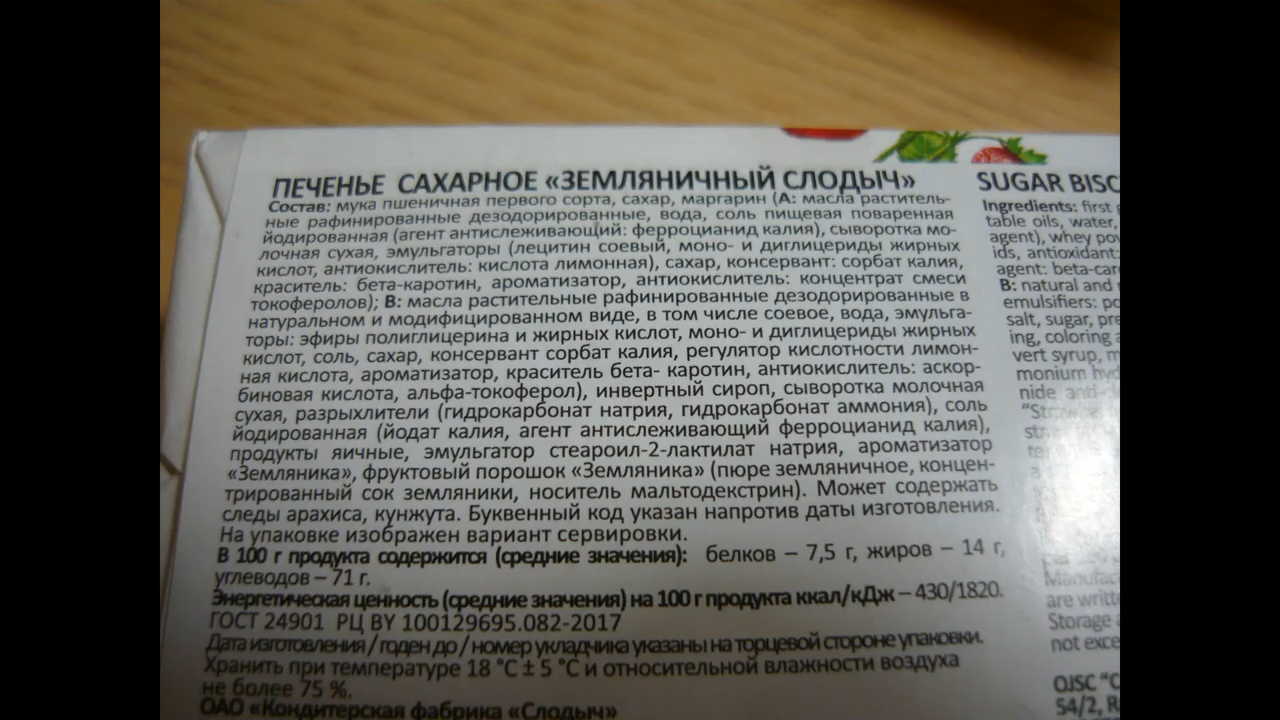 ПЕЧЕНЬЕ САХАРНОЕ «ЗЕМЛЯНИЧНЫЙ СЛОДЫЧ»
Состав: мука пшеничная первого сорта, сахар, маргарин (А: масла раститель-
ные рафинированные дезодорированные, вода, соль пищевая поваренная
йодированная (агент антислеживающий: ферроцианид калия), сыворотка мо-
лочная сухая, эмульгаторы (лецитин соевый, моно- и диглицериды жирных
кислот, антиокислитель: кислота лимонная), сахар, консервант: сорбат калия,
краситель: бета-каротин, ароматизатор, антиокислитель: концентрат смеси
токоферолов); В: масла растительные рафинированные дезодорированные в
натуральном и модифицированном виде, в том числе соевое, вода, эмульга-
торы: эфиры полиглицерина и жирных кислот, моно- и диглицериды жирных
кислот, соль, сахар, консервант сорбат калия, регулятор кислотности лимон-
ная кислота, ароматизатор, краситель бета- каротин, антиокислитель: аскор-
биновая кислота, альфа-токоферол), инвертный сироп, сыворотка молочная
сухая, разрыхлители (гидрокарбонат натрия, гидрокарбонат аммония), соль
йодированная (йодат калия, агент антислеживающий ферроцианид калия),
продукты яичные, эмульгатор стеароил-2-лактилат натрия, ароматизатор
«Земляника», фруктовый порошок «Земляника» (пюре земляничное, концен-
трированный сок земляники, носитель мальтодекстрин). Может содержать
следы арахиса, кунжута. Буквенный код указан напротив даты изготовления.
На упаковке изображен вариант сервировки.
В 100 г продукта содержится (средние значения): белков – 7,5 г, жиров – 14 г,
углеводов – 71 г.
Энергетическая ценность (средние значения) на 100 г продукта ккал/кДж – 430/1820.
ГОСТ 24901 РЦ BY 100129695.082-2017
Дата изготовления / годен до / номер укладчика указаны на торцевой стороне упаковки.
Хранить при температуре 18 °С ± 5 °С и относительной влажности воздуха
не более 75 %.
ОАО «Кондитерская фабрика «Слодыч»
SUGAR BISC
Ingredients: first
table oils, water,
agent), whey pow
ids, antioxidant:
agent: beta-car
B: natural and
emulsifiers: po
salt, sugar, pre
ing, coloring a
vert syrup, m
monium hyd
nide anti-
"Strawbe
Manufac
are writte
Storage a
not excee
OJSC "C
54/2, R